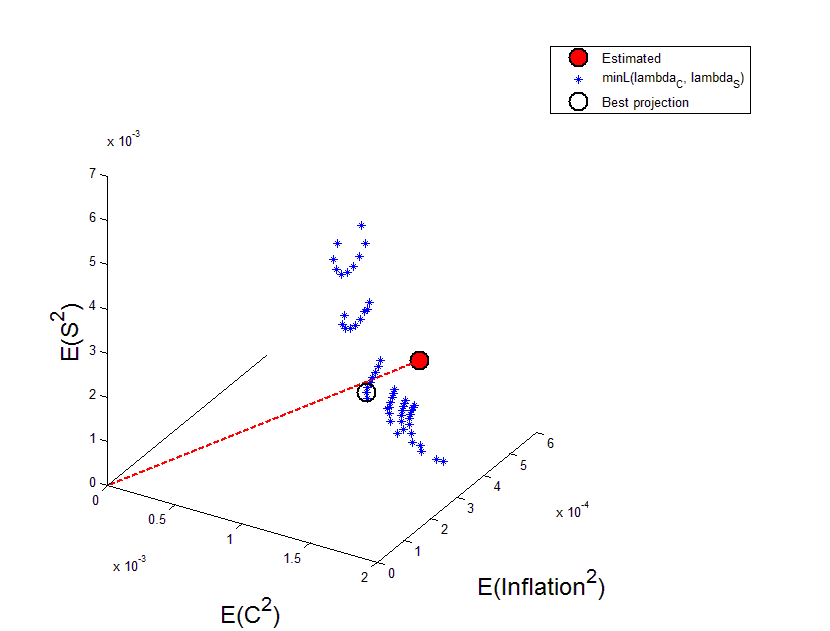 Estimated
minL(lambda_C, lambda_S)
Best projection
x 10^-3
7
6
5
4
3
2
1
0
E(S^2)
0
0.5
1
1.5
2
x 10^-3
E(C^2)
0
1
2
3
4
5
6
x 10^-4
E(Inflation^2)